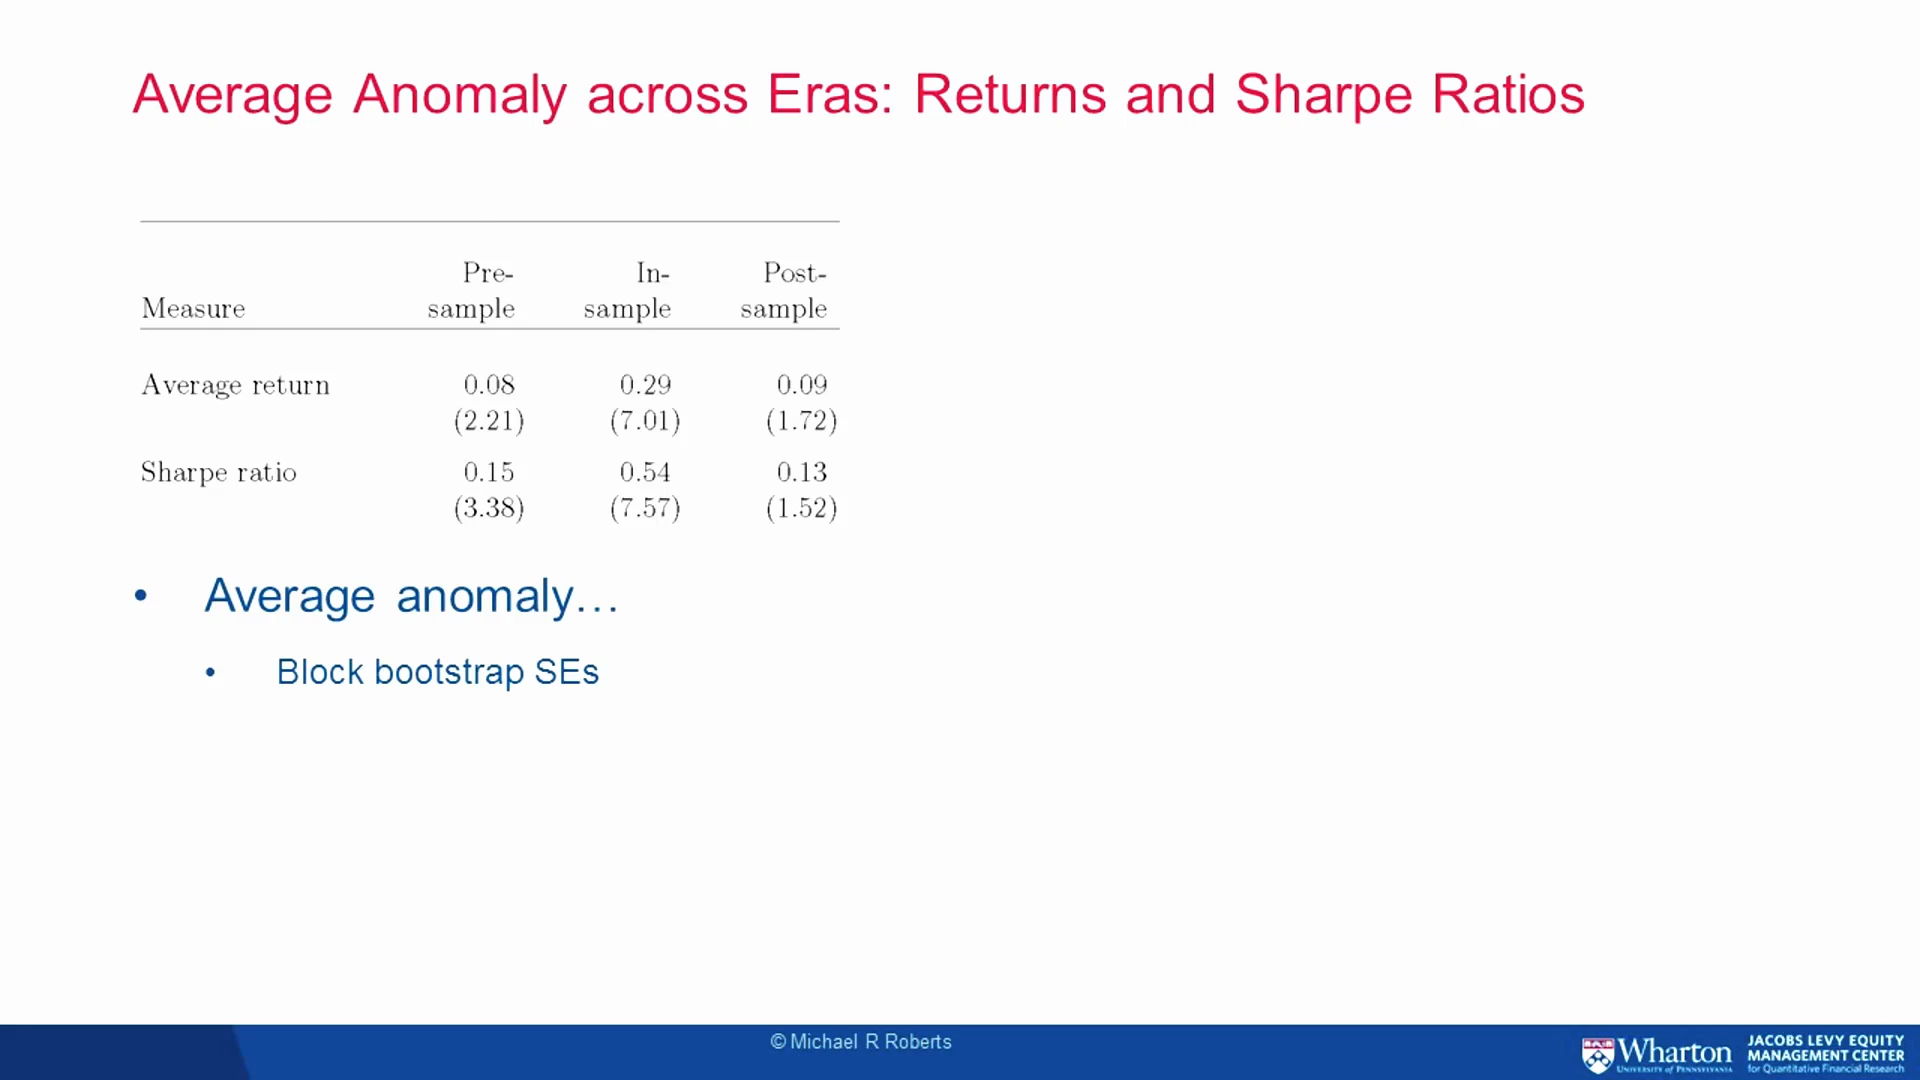 Average Anomaly across Eras: Returns and Sharpe Ratios
Pre- In- Post-
Measure sample sample sample
Average return 0.08 0.29 0.09
(2.21) (7.01) (1.72)
Sharpe ratio 0.15 0.54 0.13
(3.38) (7.57) (1.52)
• Average anomaly…
• Block bootstrap SEs
© Michael R Roberts
Wharton
UNIVERSITY of PENNSYLVANIA
JACOBS LEVY EQUITY
MANAGEMENT CENTER
for Quantitative Financial Research